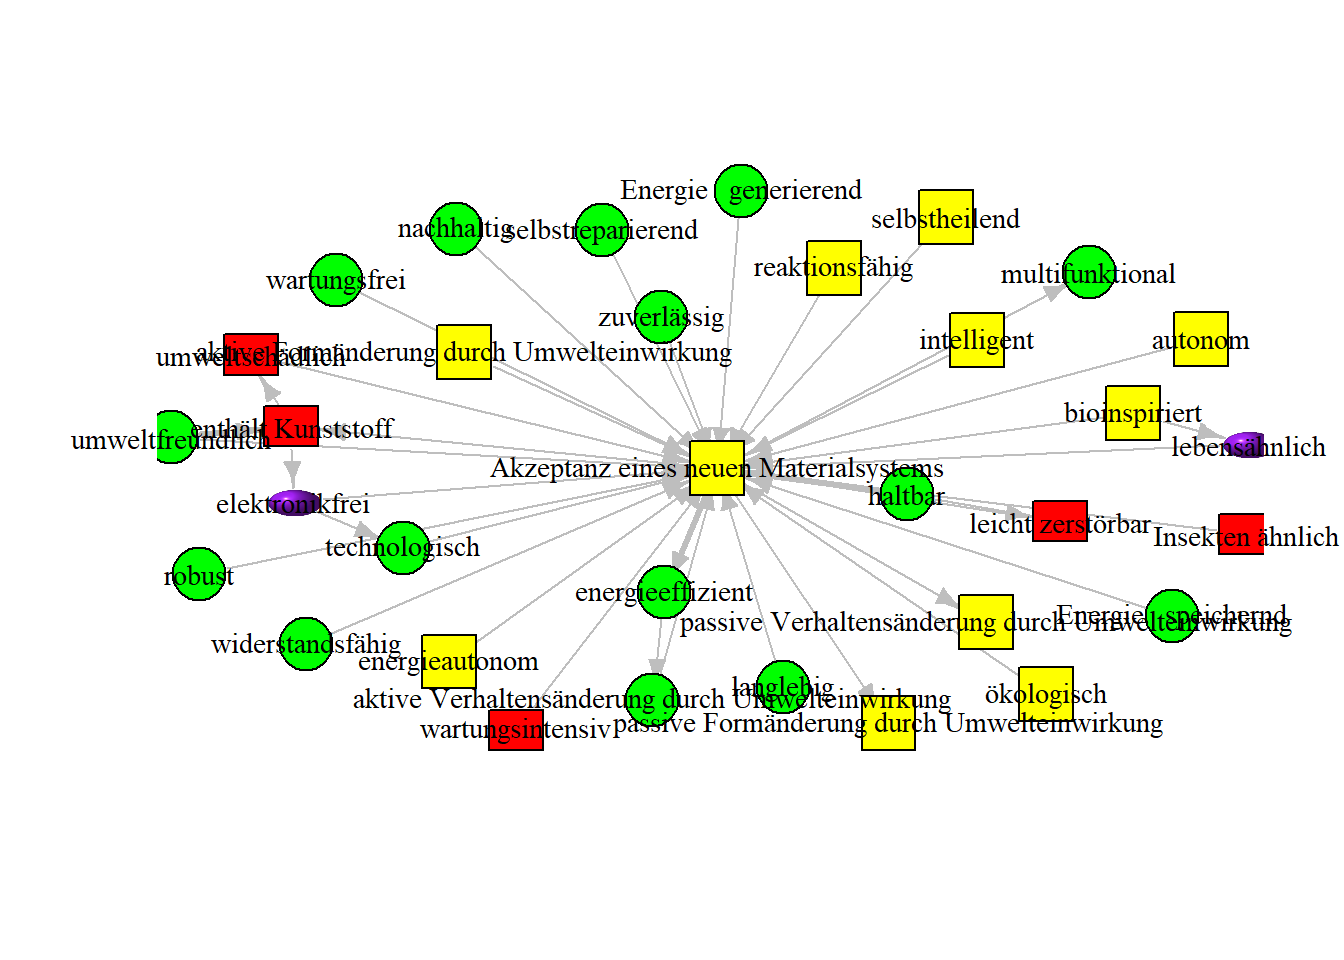 Energie generierend
selbstheilend
nachhaltig
selbstreparierend
reaktionsfähig
multifunktional
wartungsfrei
zuverlässig
intelligent
autonom
aktive Formänderung durch Umwelteinwirkung
umweltschädlich
bioinspiriert
enthält Kunststoff
umweltfreundlich
lebensähnlich
Akzeptanz eines neuen Materialsystems
haltbar
elektronikfrei
leicht zerstörbar
Insekten ähnlich
technologisch
robust
energieeffizient
Energie speichernd
passive Verhaltensänderung durch Umwelteinwirkung
widerstandsfähig
energieautonom
langlebig
ökologisch
aktive Verhaltensänderung durch Umwelteinwirkung
passive Formänderung durch Umwelteinwirkung
wartungsintensiv